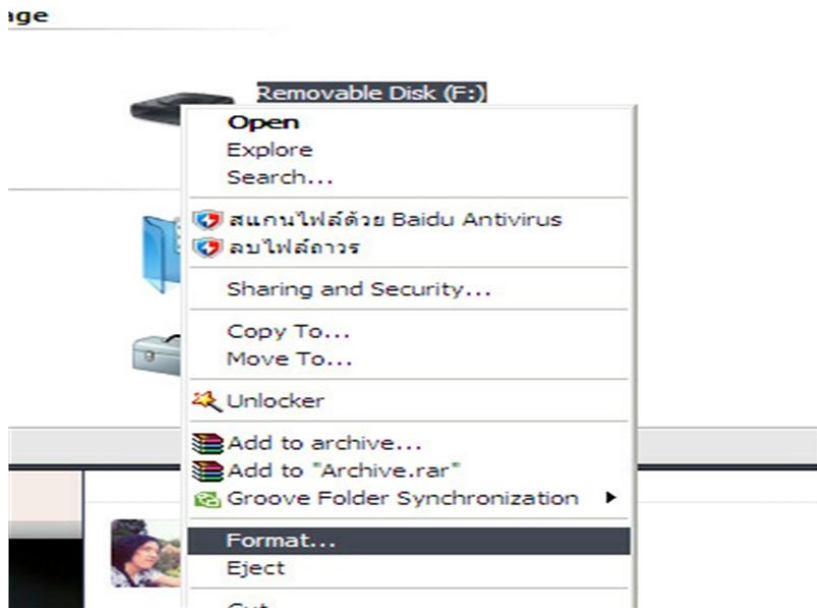 age
Removable Disk (F:)
Open
Explore
Search...
สแกนไฟล์ด้วย Baidu Antivirus
ลบไฟล์ถาวร
Sharing and Security...
Copy To...
Move To...
Unlocker
Add to archive...
Add to "Archive.rar"
Groove Folder Synchronization
Format...
Eject
Cut